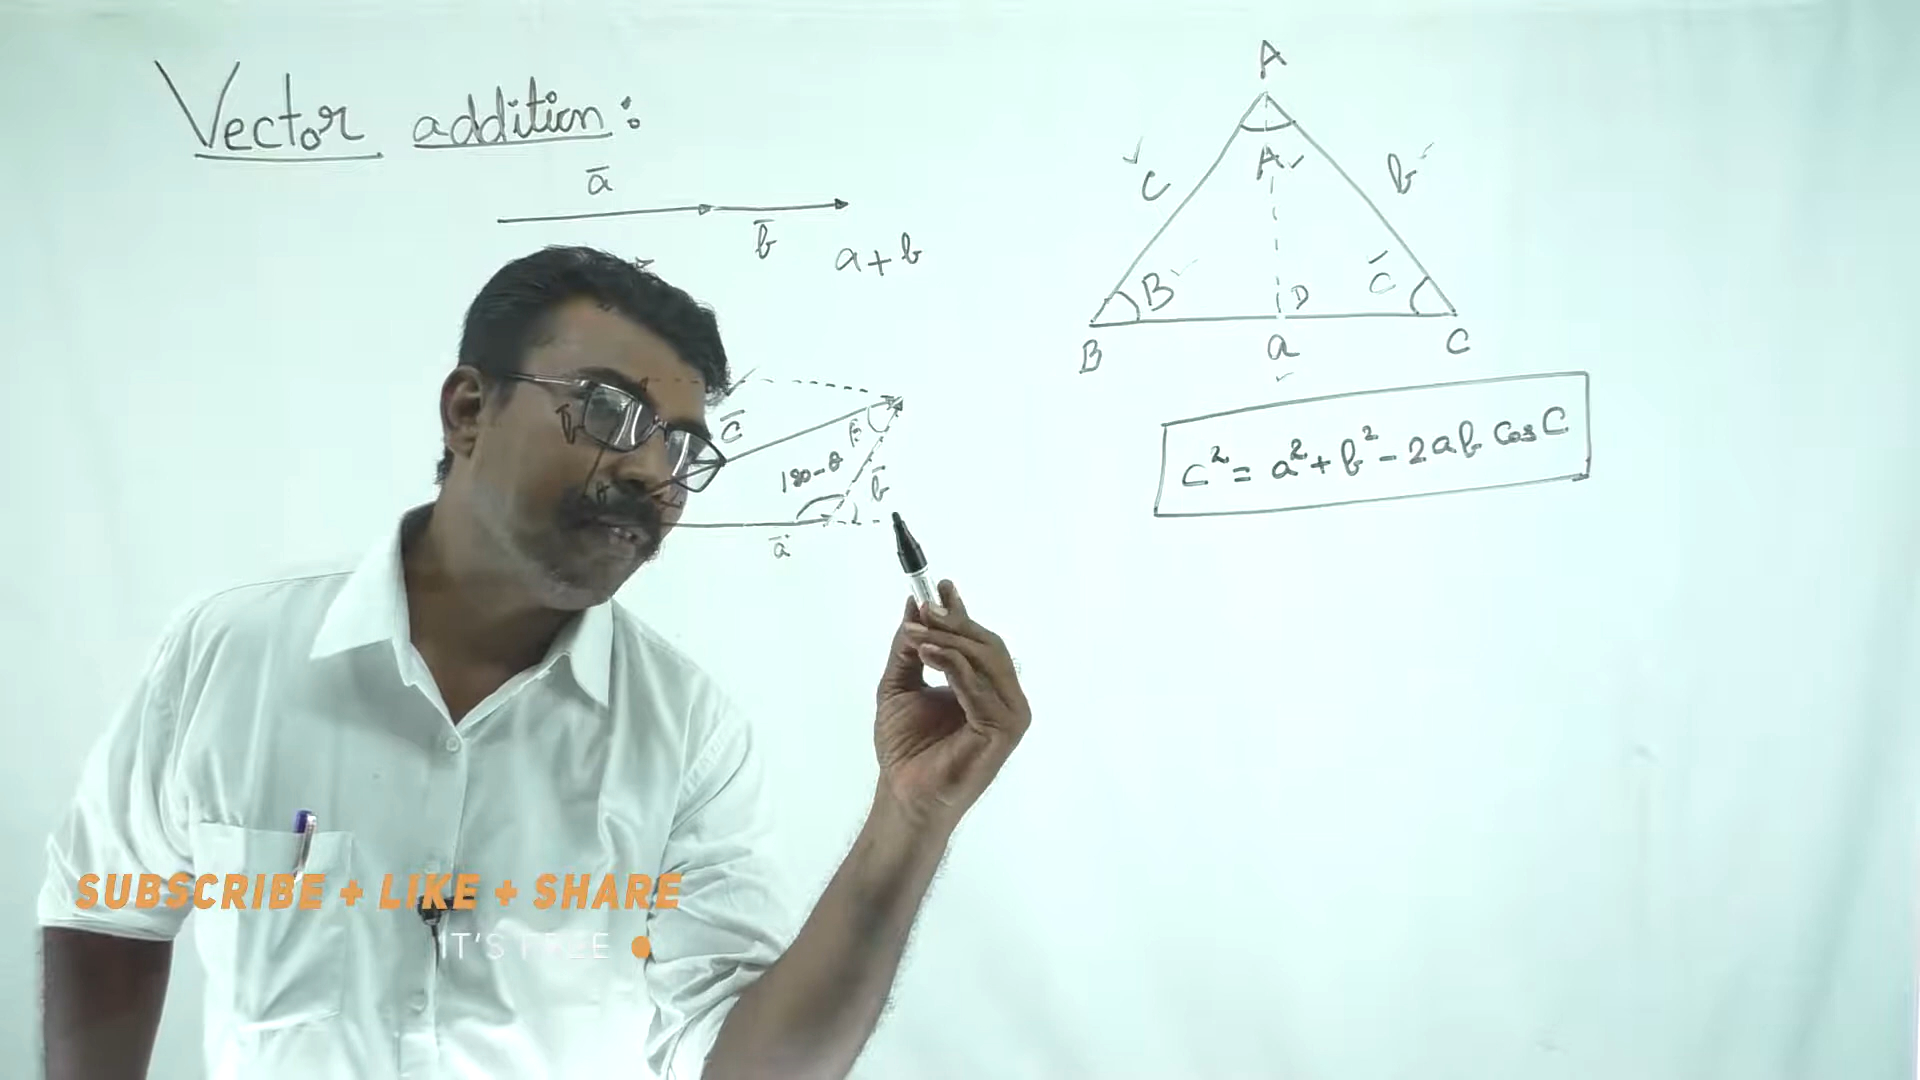 Vector addition:
a̅
b̅
a + b
c̅
β
180-θ
b̅
a̅
A
A
c
b
B
C
D
B
a
C
c² = a² + b² - 2ab Cos C
SUBSCRIBE + LIKE + SHARE
IT'S FREE